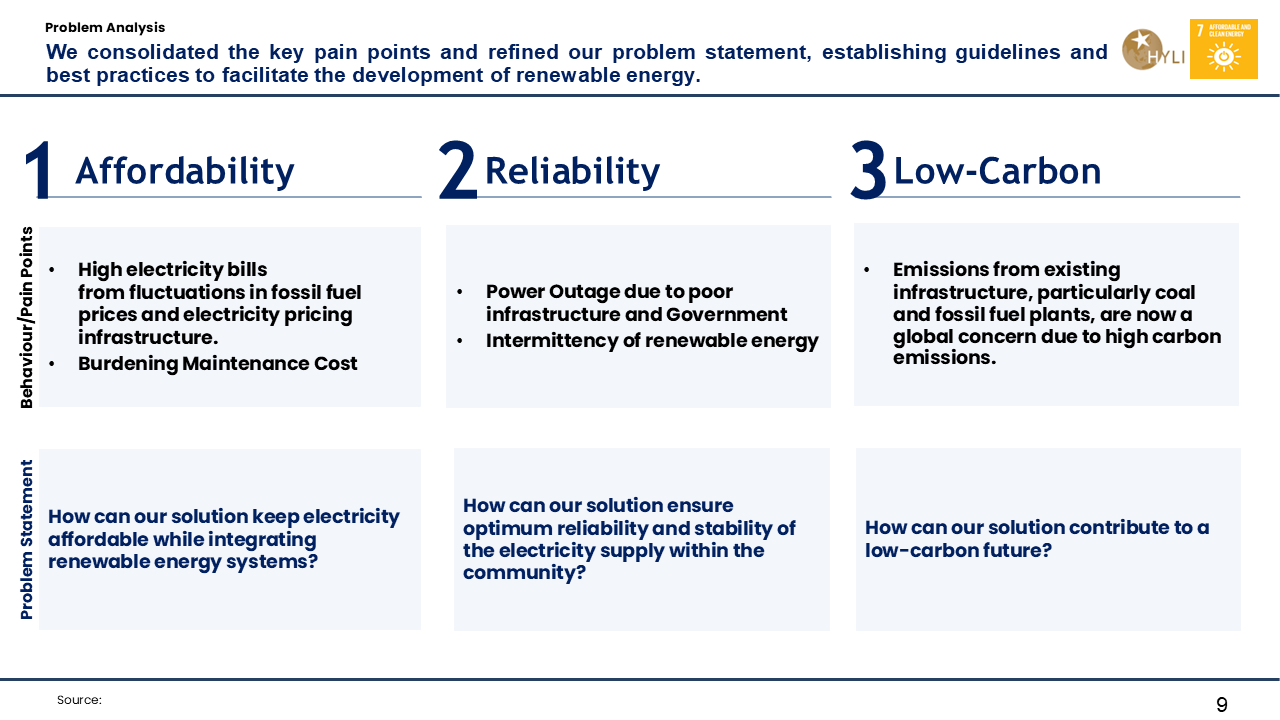 Problem Analysis
We consolidated the key pain points and refined our problem statement, establishing guidelines and
best practices to facilitate the development of renewable energy.
HYLI
7 AFFORDABLE AND
CLEAN ENERGY
1 Affordability
2 Reliability
3 Low-Carbon
Behaviour/Pain Points
• High electricity bills
from fluctuations in fossil fuel
prices and electricity pricing
infrastructure.
• Burdening Maintenance Cost
• Power Outage due to poor
infrastructure and Government
• Intermittency of renewable energy
• Emissions from existing
infrastructure, particularly coal
and fossil fuel plants, are now a
global concern due to high carbon
emissions.
Problem Statement
How can our solution keep electricity
affordable while integrating
renewable energy systems?
How can our solution ensure
optimum reliability and stability of
the electricity supply within the
community?
How can our solution contribute to a
low-carbon future?
Source:
9